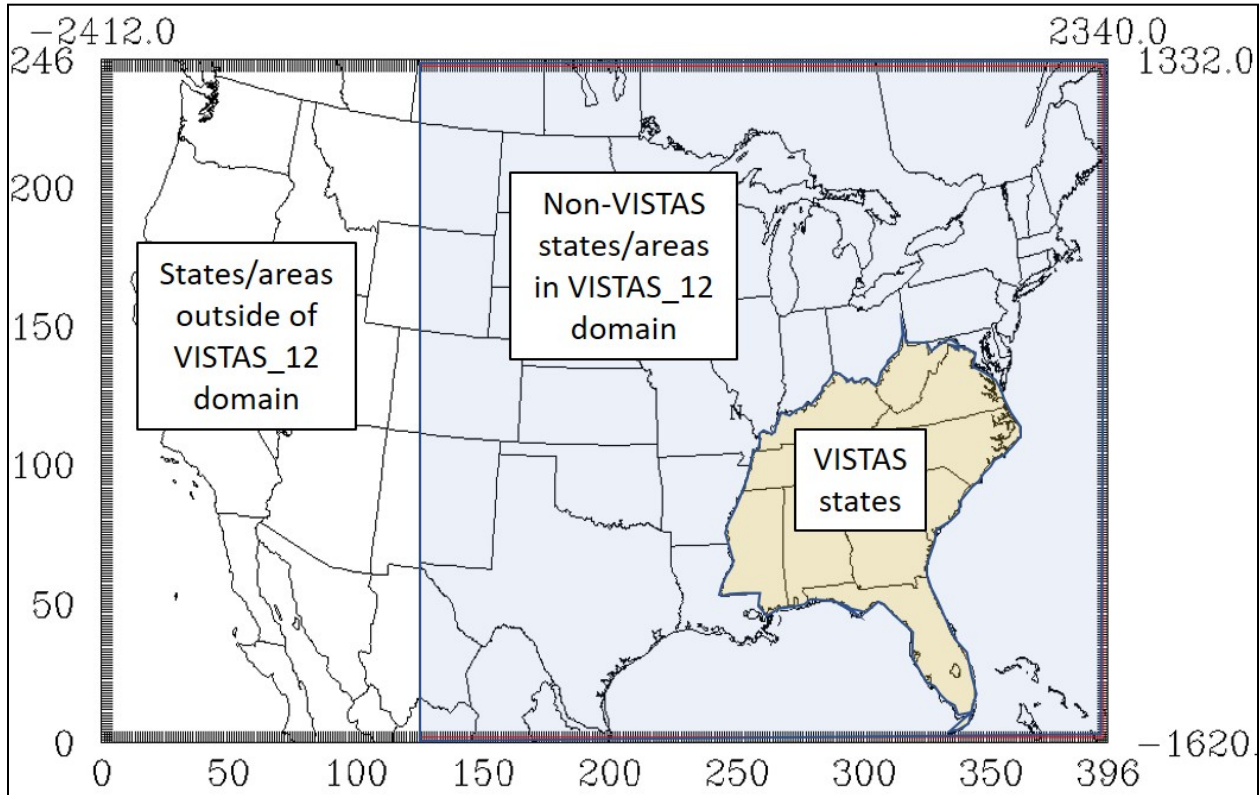 -2412.0 2340.0
246 1332.0
200
150
100
50
0 -1620.
0 50 100 150 200 250 300 350 396
States/areas
outside of
VISTAS_12
domain
Non-VISTAS
states/areas
in VISTAS_12
domain
N
VISTAS
states